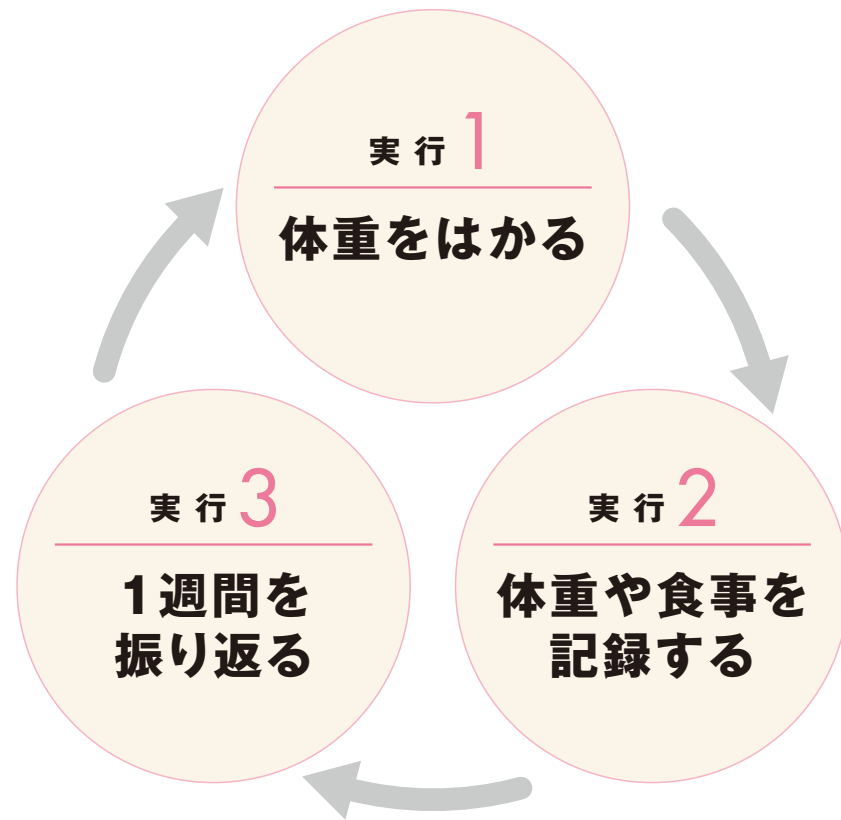 実行1
体重をはかる
実行2
体重や食事を
記録する
実行3
1週間を
振り返る